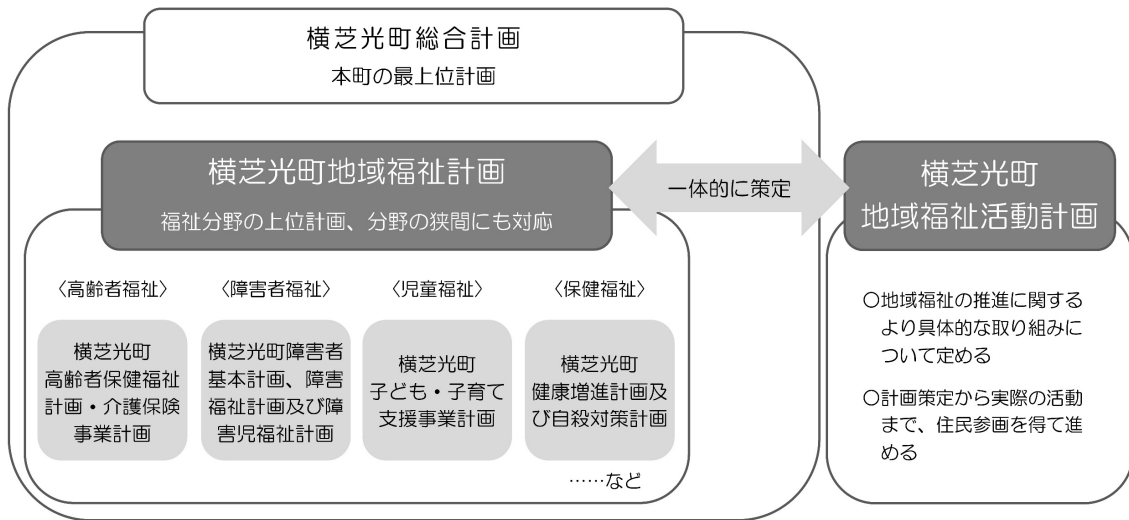 横芝光町総合計画
本町の最上位計画
横芝光町地域福祉計画
福祉分野の上位計画、分野の狭間にも対応
一体的に策定
横芝光町
地域福祉活動計画
〈高齢者福祉〉
横芝光町
高齢者保健福祉
計画・介護保険
事業計画
〈障害者福祉〉
横芝光町障害者
基本計画、障害
福祉計画及び障
害児福祉計画
〈児童福祉〉
横芝光町
子ども・子育て
支援事業計画
〈保健福祉〉
横芝光町
健康増進計画及
び自殺対策計画
……など
○地域福祉の推進に関する
より具体的な取り組みに
ついて定める
○計画策定から実際の活動
まで、住民参画を得て進
める